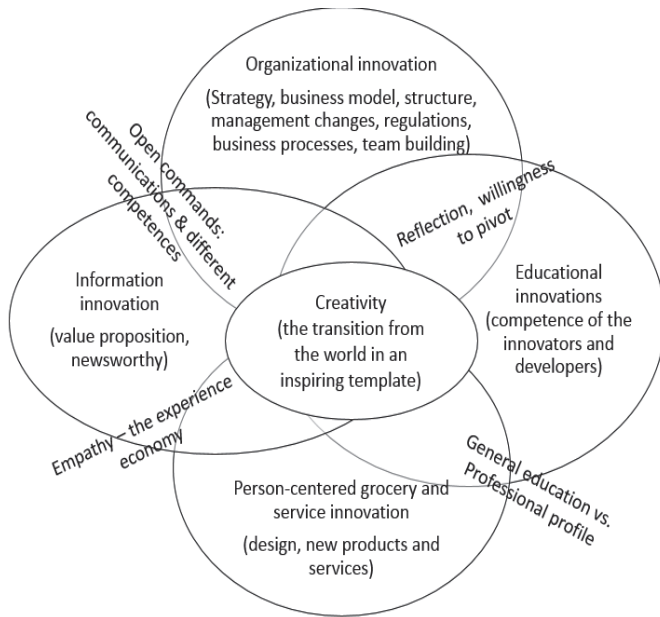 Organizational innovation
(Strategy, business model, structure,
management changes, regulations,
business processes, team building)
Open commands:
communications & different
competences
Reflection, willingness
to pivot
Information
innovation
(value proposition,
newsworthy)
Creativity
(the transition from
the world in an
inspiring template)
Educational
innovations
(competence of the
innovators and
developers)
Empathy – the experience
economy
General education vs.
Professional profile
Person-centered grocery and
service innovation
(design, new products and
services)